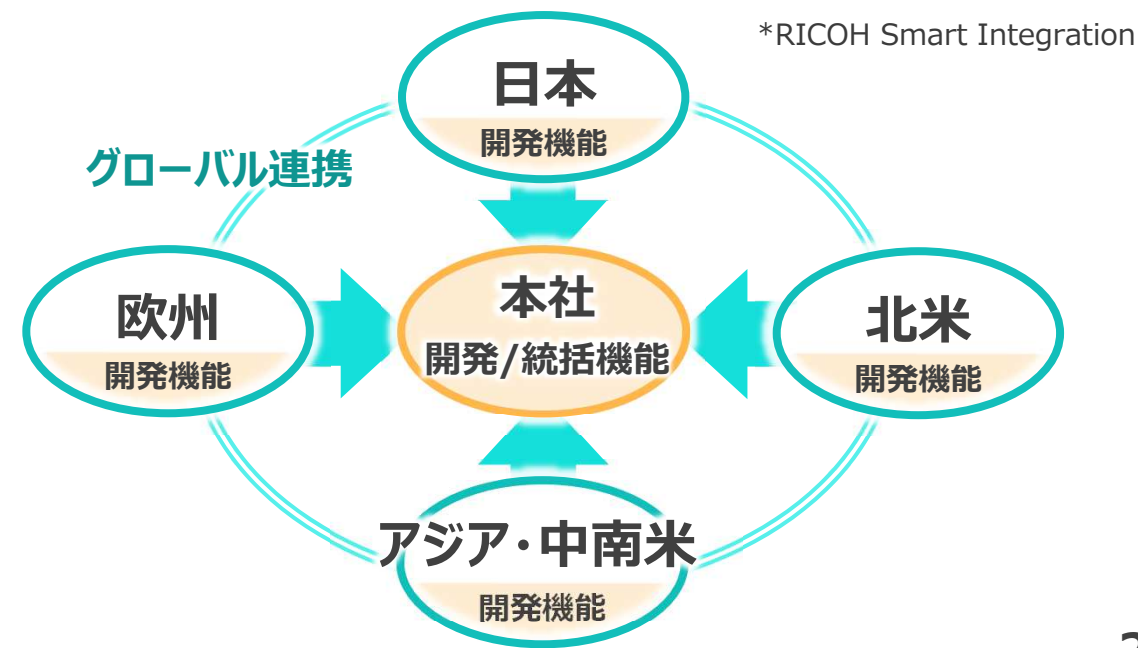 *RICOH Smart Integration
日本
開発機能
グローバル連携
欧州
開発機能
本社
開発/統括機能
北米
開発機能
アジア・中南米
開発機能